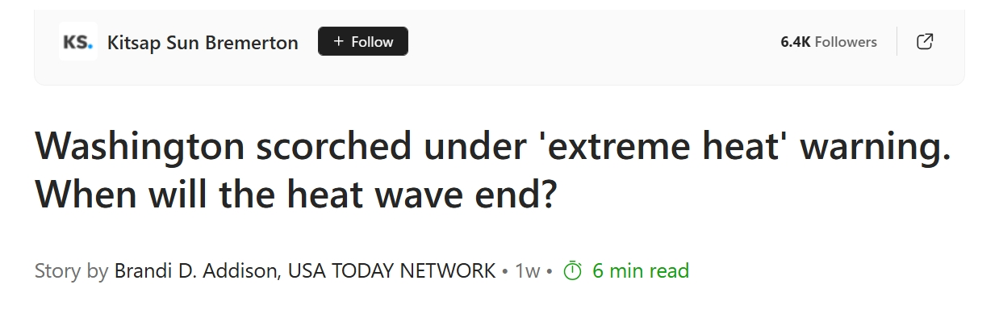 KS. Kitsap Sun Bremerton + Follow 6.4K Followers
Washington scorched under 'extreme heat' warning.
When will the heat wave end?
Story by Brandi D. Addison, USA TODAY NETWORK • 1w • 6 min read